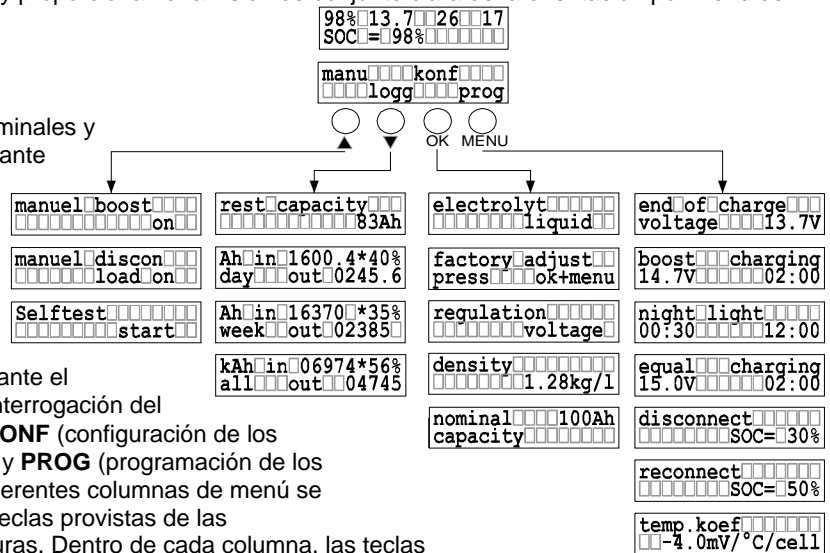 98% 13.7 26 17
SOC = 98%
manu konf
logg prog
minales y
ante
▲ ▼ OK MENU
manuel boost
on
manuel discon
load on
Selftest
start
rest capacity
83Ah
Ah in 1600.4*40%
day out 0245.6
Ah in 16370 *35%
week out 02385
kAh in 06974*56%
all out 04745
electrolyt
liquid
factory adjust
press ok+menu
regulation
voltage
density
1.28kg/l
nominal 100Ah
capacity
end of charge
voltage 13.7V
boost charging
14.7V 02:00
night light
00:30 12:00
equal charging
15.0V 02:00
disconnect
SOC= 30%
reconnect
SOC= 50%
temp.koef
-4.0mV/°C/cell
ante el
nterrogación del
ONF (configuración de los
y PROG (programación de los
erentes columnas de menú se
eclas provistas de las
uras. Dentro de cada columna, las teclas